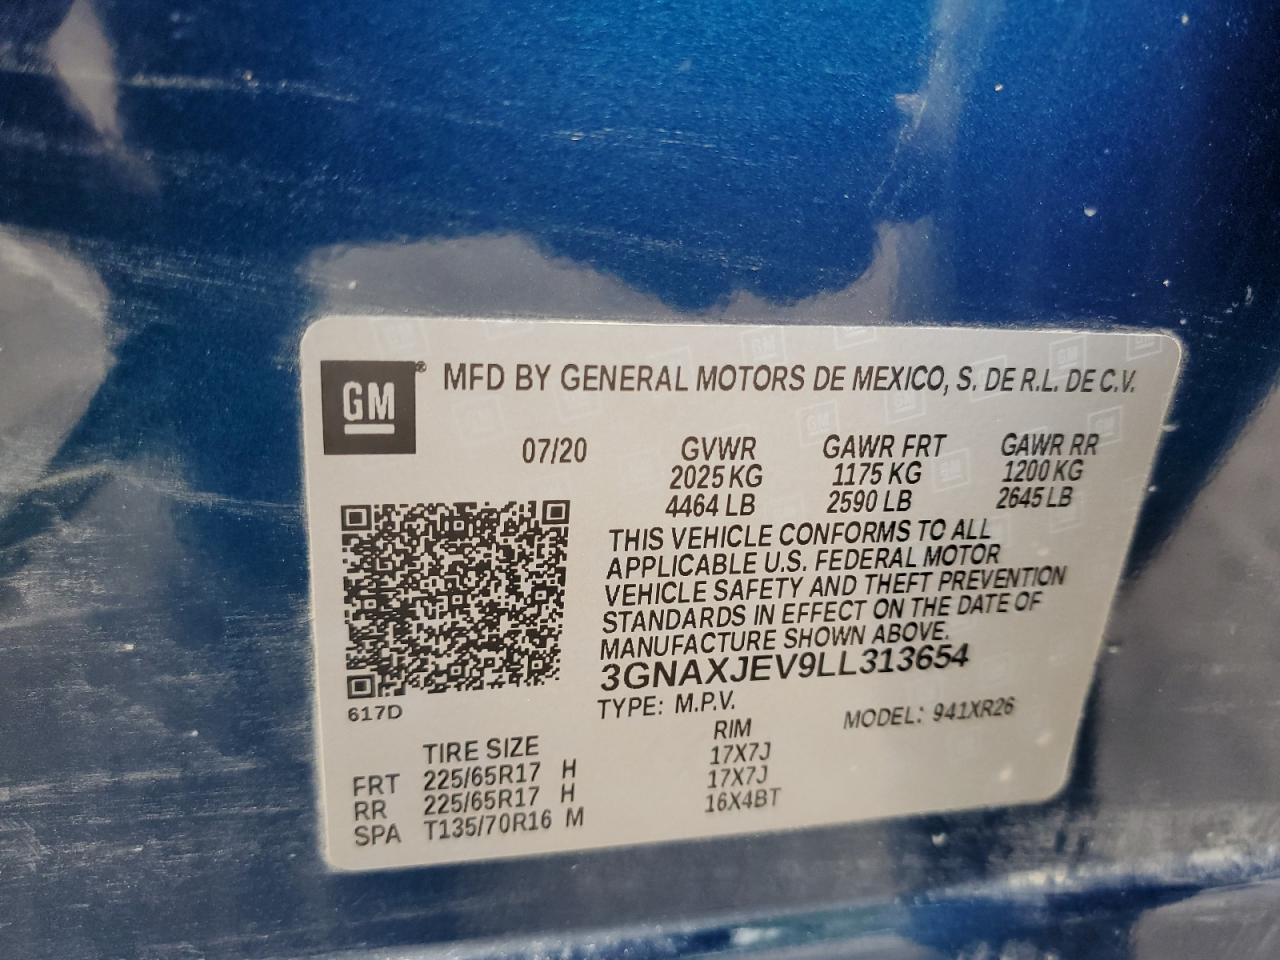 GM® MFD BY GENERAL MOTORS DE MEXICO, S. DE R.L. DE C.V.
07/20 GVWR GAWR FRT GAWR RR
2025 KG 1175 KG 1200 KG
4464 LB 2590 LB 2645 LB
THIS VEHICLE CONFORMS TO ALL
APPLICABLE U.S. FEDERAL MOTOR
VEHICLE SAFETY AND THEFT PREVENTION
STANDARDS IN EFFECT ON THE DATE OF
MANUFACTURE SHOWN ABOVE.
3GNAXJEV9LL313654
617D
TYPE: M.P.V. MODEL: 941XR26
TIRE SIZE RIM
FRT 225/65R17 H 17X7J
RR 225/65R17 H 17X7J
SPA T135/70R16 M 16X4BT